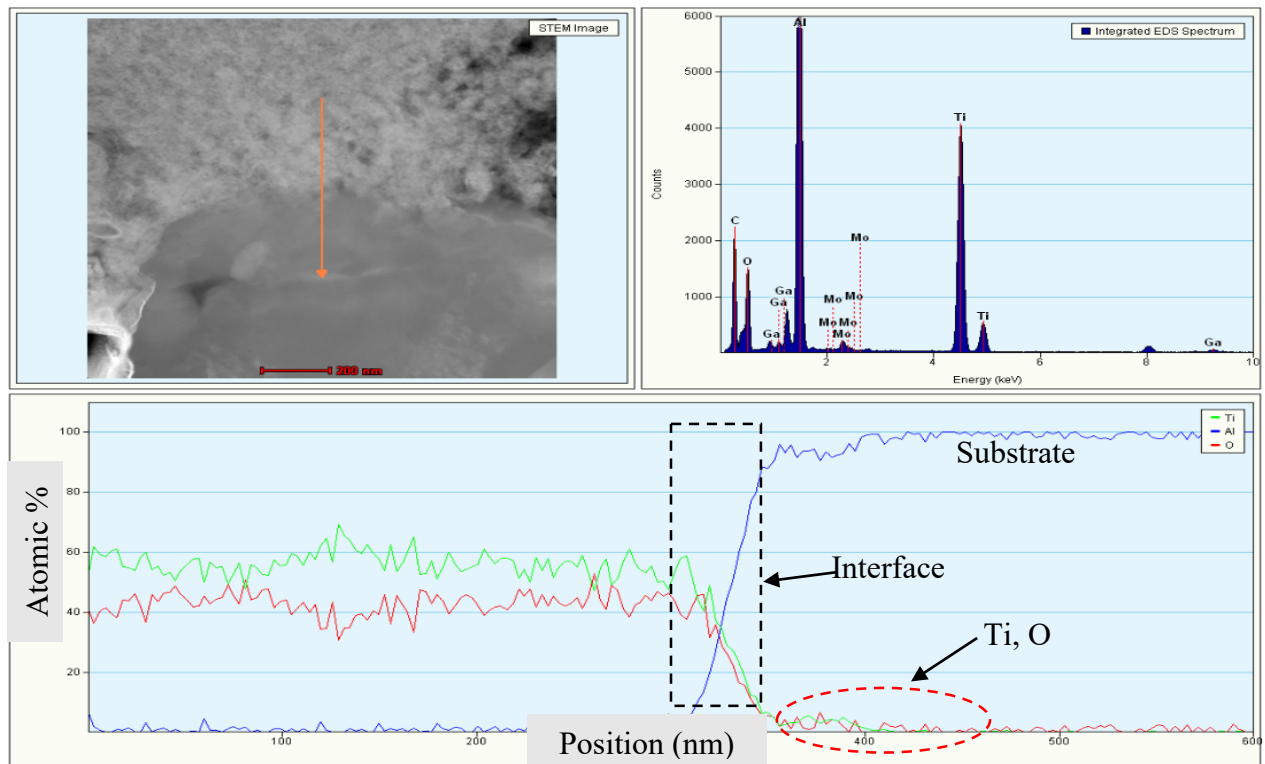 STEM Image
200 nm
Integrated EDS Spectrum
6000
5000
4000
3000
2000
1000
Counts
Al
Ti
C
O
Mo
Ga
Mo
Mo
Ga
Mo
Mo
Ga
Mo
Ti
Ga
2
4
6
8
10
Energy (keV)
Ti
Al
O
100
80
60
40
20
Atomic %
Substrate
Interface
Ti, O
100
200
400
500
600
Position (nm)